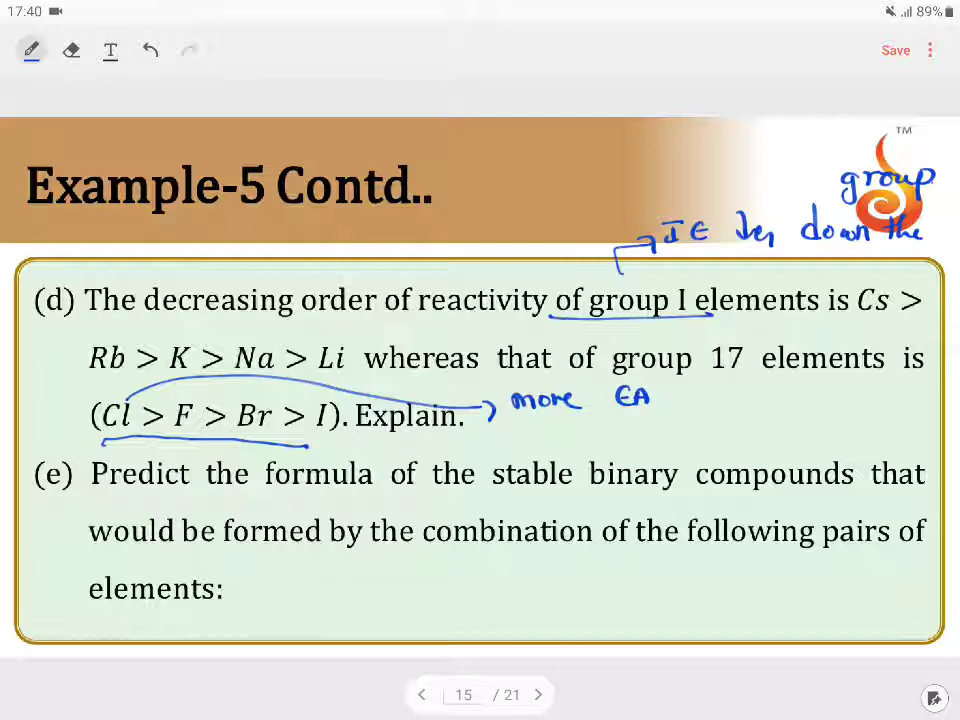 17:40
89%
T
Save
TM
Example-5 Contd..
group
IE down the
(d) The decreasing order of reactivity of group I elements is Cs >
Rb > K > Na > Li whereas that of group 17 elements is
(Cl > F > Br > I). Explain.
more EA
(e) Predict the formula of the stable binary compounds that
would be formed by the combination of the following pairs of
elements:
15 / 21